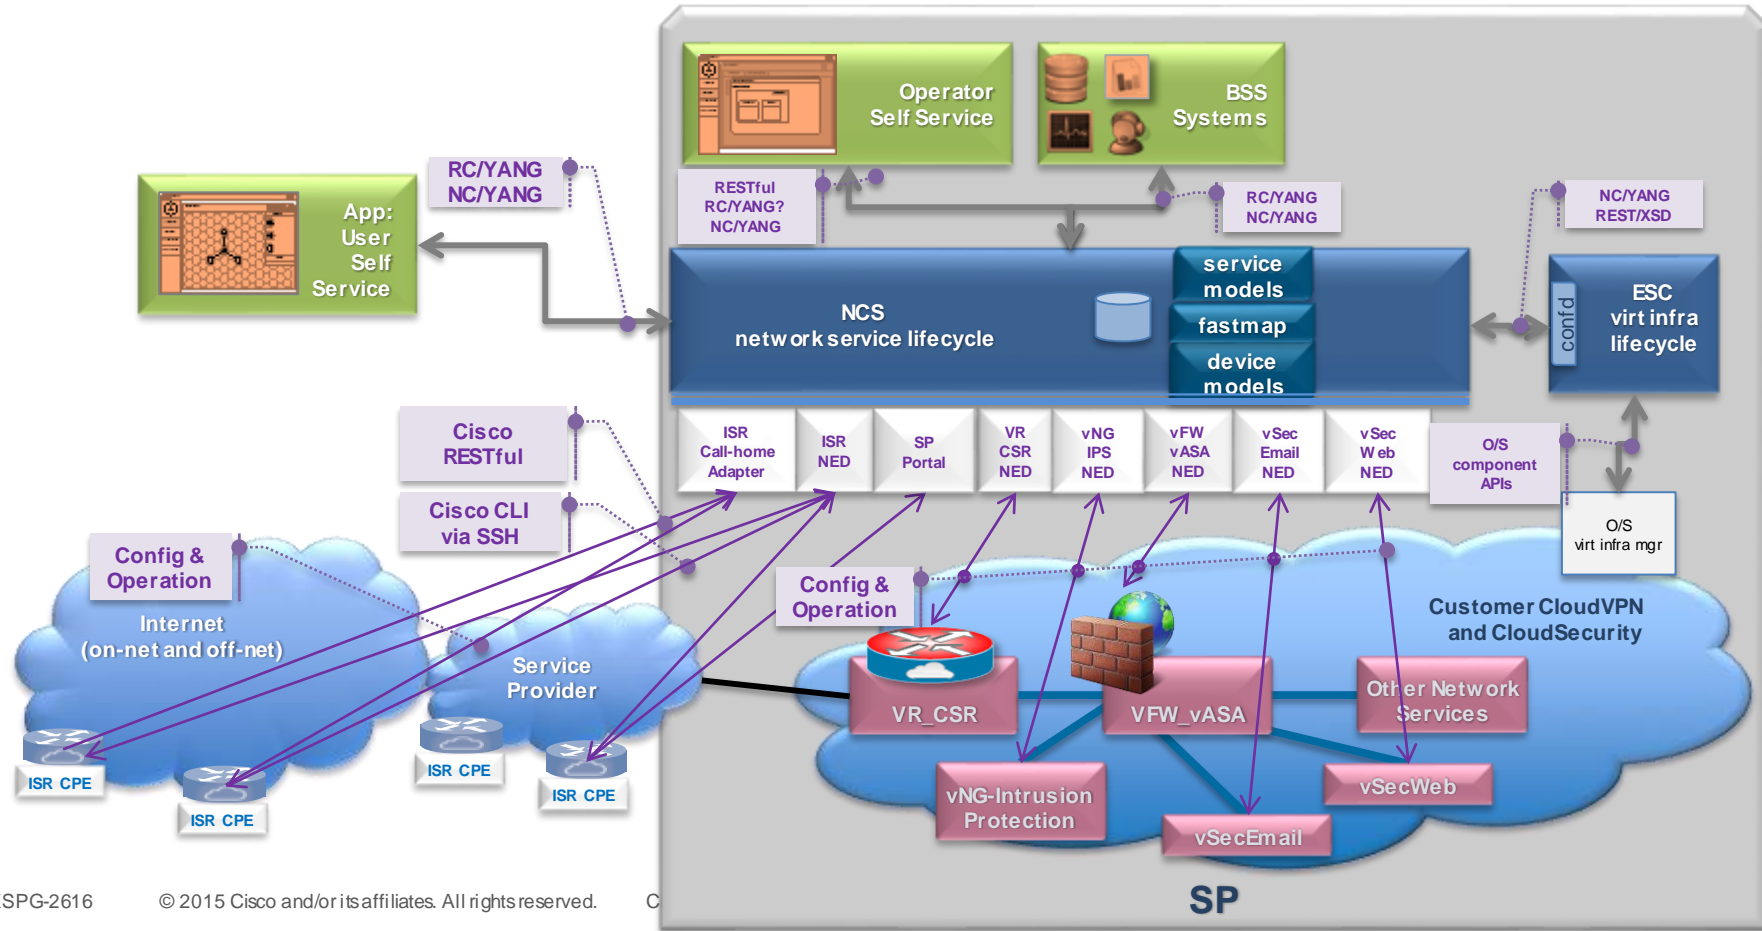 Operator
Self Service
BSS
Systems
RC/YANG
NC/YANG
App:
User
Self
Service
RESTful
RC/YANG?
NC/YANG
RC/YANG
NC/YANG
NC/YANG
REST/XSD
NCS
network service lifecycle
service
models
fastmap
device
models
confd
ESC
virt infra
lifecycle
Cisco
RESTful
ISR
Call-home
Adapter
ISR
NED
SP
Portal
VR
CSR
NED
vNG
IPS
NED
vFW
vASA
NED
vSec
Email
NED
vSec
Web
NED
O/S
component
APIs
Cisco CLI
via SSH
O/S
virt infra mgr
Config &
Operation
Config &
Operation
Internet
(on-net and off-net)
Service
Provider
Customer CloudVPN
and CloudSecurity
VR_CSR
VFW_vASA
Other Network
Services
ISR CPE
ISR CPE
ISR CPE
ISR CPE
vNG-Intrusion
Protection
vSecEmail
vSecWeb
SPG-2616
© 2015 Cisco and/or its affiliates. All rights reserved.
C
SP